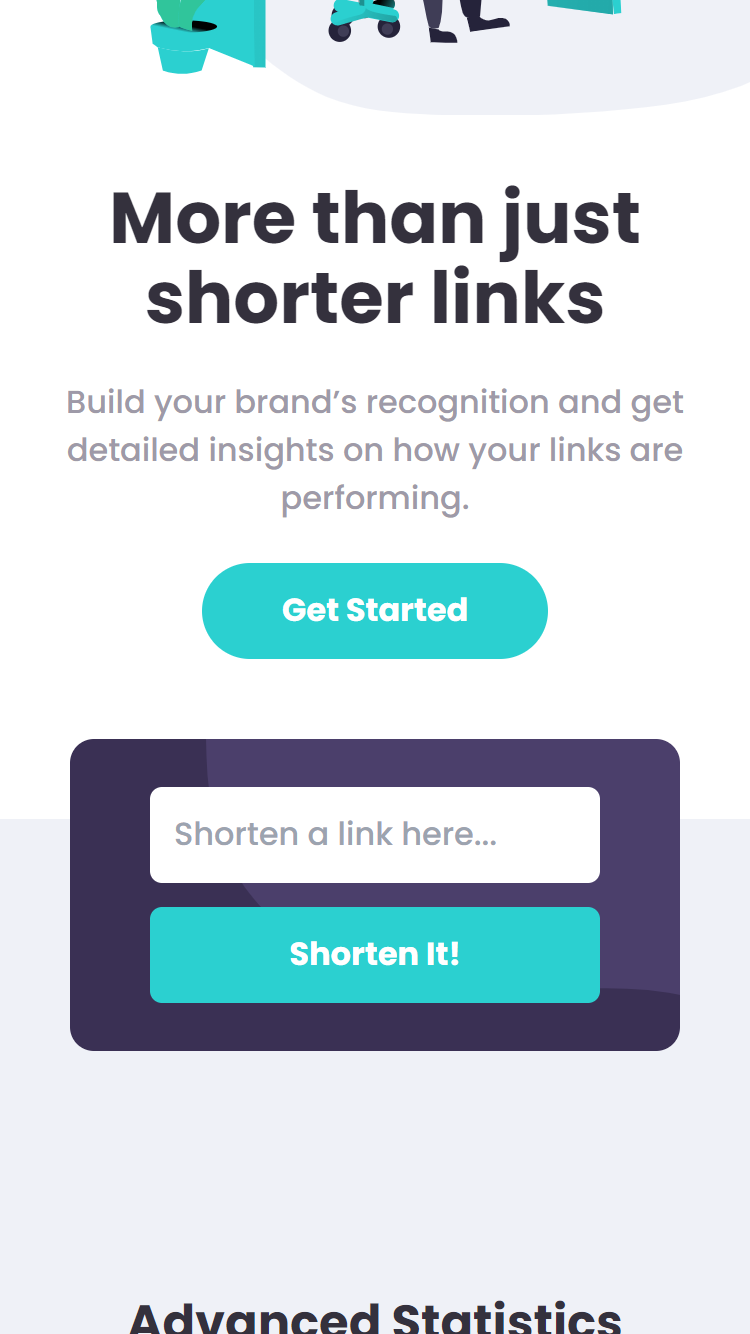 More than just
shorter links
Build your brand’s recognition and get
detailed insights on how your links are
performing.
Get Started
Shorten a link here...
Shorten It!
Advanced Statistics